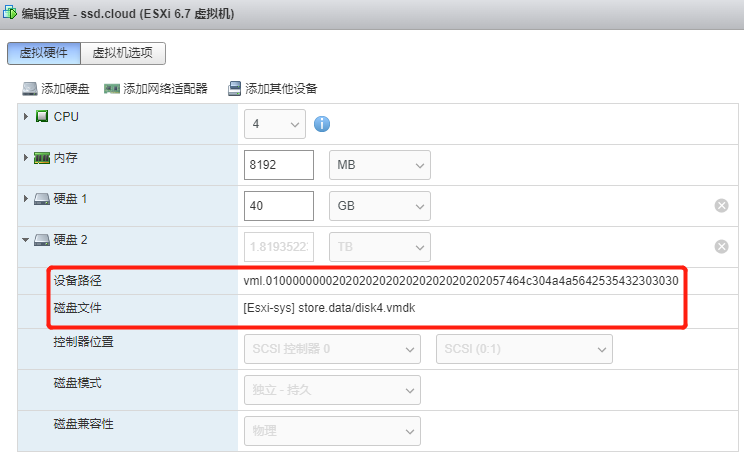 编辑设置 - ssd.cloud (ESXi 6.7 虚拟机)
虚拟硬件 虚拟机选项
添加硬盘 添加网络适配器 添加其他设备
CPU 4
内存 8192 MB
硬盘 1 40 GB
硬盘 2 1.8193522 TB
设备路径 vml.01000000002020202020202020202020202057464c304a4a5642535432303030
磁盘文件 [Esxi-sys] store.data/disk4.vmdk
控制器位置 SCSI 控制器 0 SCSI (0:1)
磁盘模式 独立 - 持久
磁盘兼容性 物理